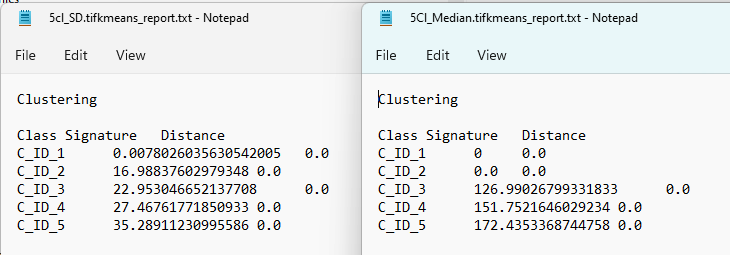 5cl_SD.tifkmeans_report.txt - Notepad
File Edit View
Clustering
Class Signature Distance
C_ID_1 0.0078026035630542005 0.0
C_ID_2 16.98837602979348 0.0
C_ID_3 22.953046652137708 0.0
C_ID_4 27.46761771850933 0.0
C_ID_5 35.28911230995586 0.0
5Cl_Median.tifkmeans_report.txt - Notepad
File Edit View
Clustering
Class Signature Distance
C_ID_1 0 0.0
C_ID_2 0.0 0.0
C_ID_3 126.99026799331833 0.0
C_ID_4 151.7521646029234 0.0
C_ID_5 172.4353368744758 0.0